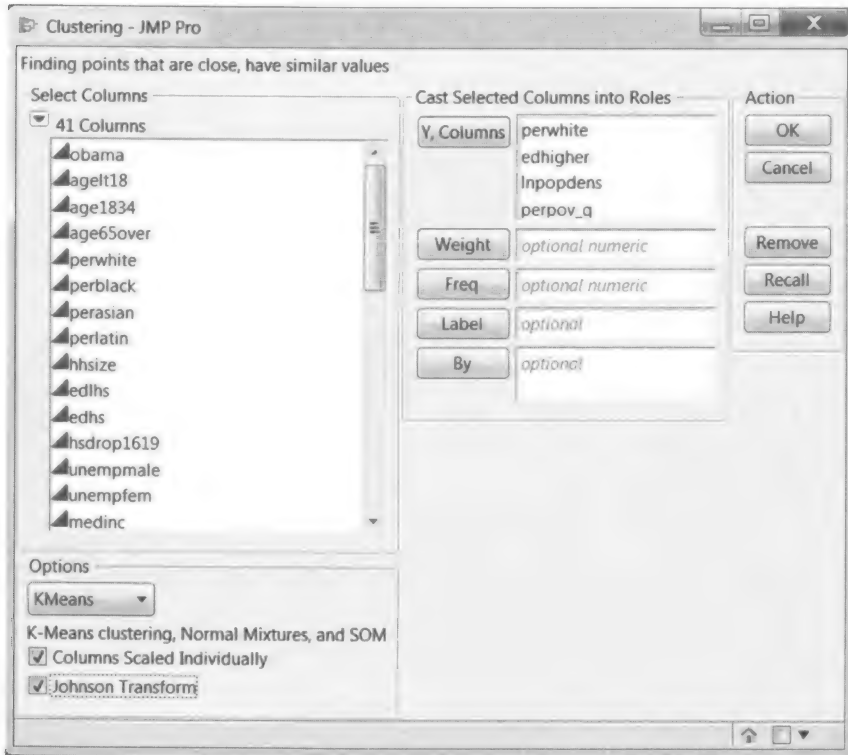 Clustering - JMP Pro
Finding points that are close, have similar values
Select Columns
41 Columns
obama
agelt18
age1834
age65over
perwhite
perblack
perasian
perlatin
hhsize
edlhs
edhs
hsdrop1619
unempmale
unempfem
medinc
Options
KMeans
K-Means clustering, Normal Mixtures, and SOM
Columns Scaled Individually
Johnson Transform
Cast Selected Columns into Roles
Y, Columns
perwhite
edhigher
lnpopdens
perpov_q
Weight optional numeric
Freq optional numeric
Label optional
By optional
Action
OK
Cancel
Remove
Recall
Help